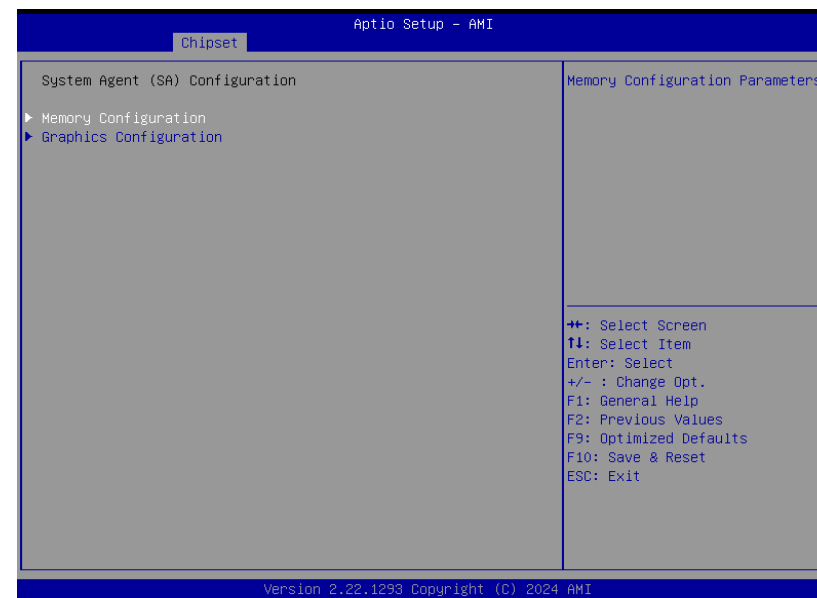 Aptio Setup – AMI
Chipset
System Agent (SA) Configuration
Memory Configuration
Graphics Configuration
Memory Configuration Parameters
→←: Select Screen
↑↓: Select Item
Enter: Select
+/– : Change Opt.
F1: General Help
F2: Previous Values
F9: Optimized Defaults
F10: Save & Reset
ESC: Exit
Version 2.22.1293 Copyright (C) 2024 AMI